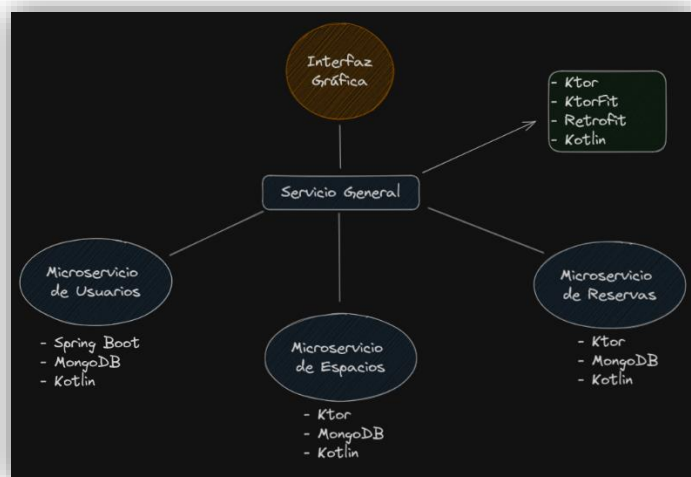 Interfaz
Gráfica
- Ktor
- KtorFit
- Retrofit
- Kotlin
Servicio General
Microservicio
de Usuarios
- Spring Boot
- MongoDB
- Kotlin
Microservicio
de Espacios
- Ktor
- MongoDB
- Kotlin
Microservicio
de Reservas
- Ktor
- MongoDB
- Kotlin